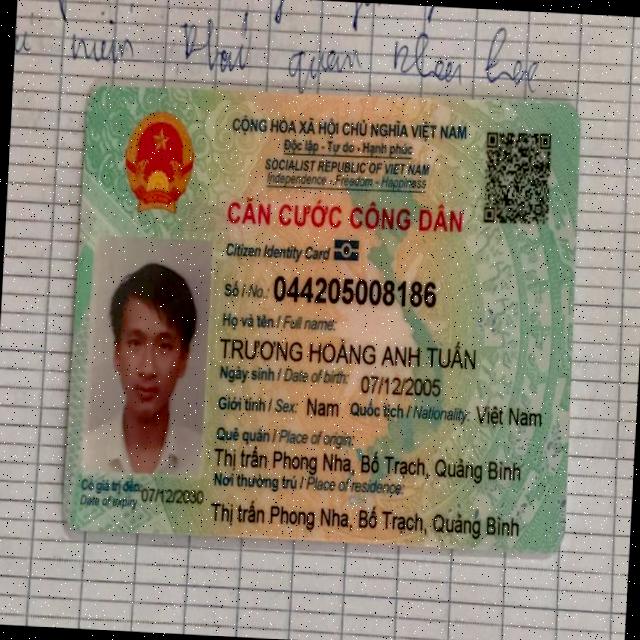 khái quan khoa học
CỘNG HÒA XÃ HỘI CHỦ NGHĨA VIỆT NAM
Độc lập - Tự do - Hạnh phúc
SOCIALIST REPUBLIC OF VIET NAM
Independence - Freedom - Happiness
CĂN CƯỚC CÔNG DÂN
Citizen Identity Card
Số / No.: 044205008186
Họ và tên / Full name:
TRƯƠNG HOÀNG ANH TUẤN
Ngày sinh / Date of birth: 07/12/2005
Giới tính / Sex: Nam Quốc tịch / Nationality: Việt Nam
Quê quán / Place of origin:
Thị trấn Phong Nha, Bố Trạch, Quảng Bình
Nơi thường trú / Place of residence:
Thị trấn Phong Nha, Bố Trạch, Quảng Bình
Có giá trị đến: 07/12/2030
Date of expiry